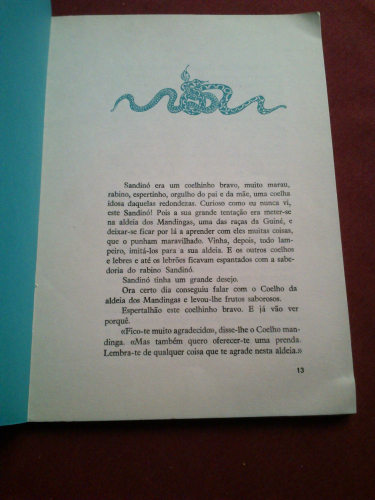 Sandinó era um coelhinho bravo, muito marau,
rabino, espertinho, orgulho do pai e da mãe, uma coelha
idosa daquelas redondezas. Curioso como eu nunca vi,
este Sandinó! Pois a sua grande tentação era meter-se
na aldeia dos Mandingas, uma das raças da Guiné, e
deixar-se ficar por lá a aprender com eles muitas coisas,
que o punham maravilhado. Vinha, depois, todo lam-
peiro, imitá-los para a sua aldeia. E os outros coelhos
e lebres e até os lebrões ficavam espantados com a sabe-
doria do rabino Sandinó.
Sandinó tinha um grande desejo.
Ora certo dia conseguiu falar com o Coelho da
aldeia dos Mandingas e levou-lhe frutos saborosos.
Espertalhão este coelhinho bravo. E já vão ver
porquê.
«Fico-te muito agradecido», disse-lhe o Coelho man-
dinga. «Mas também quero oferecer-te uma prenda.
Lembra-te de qualquer coisa que te agrade nesta aldeia.»
13